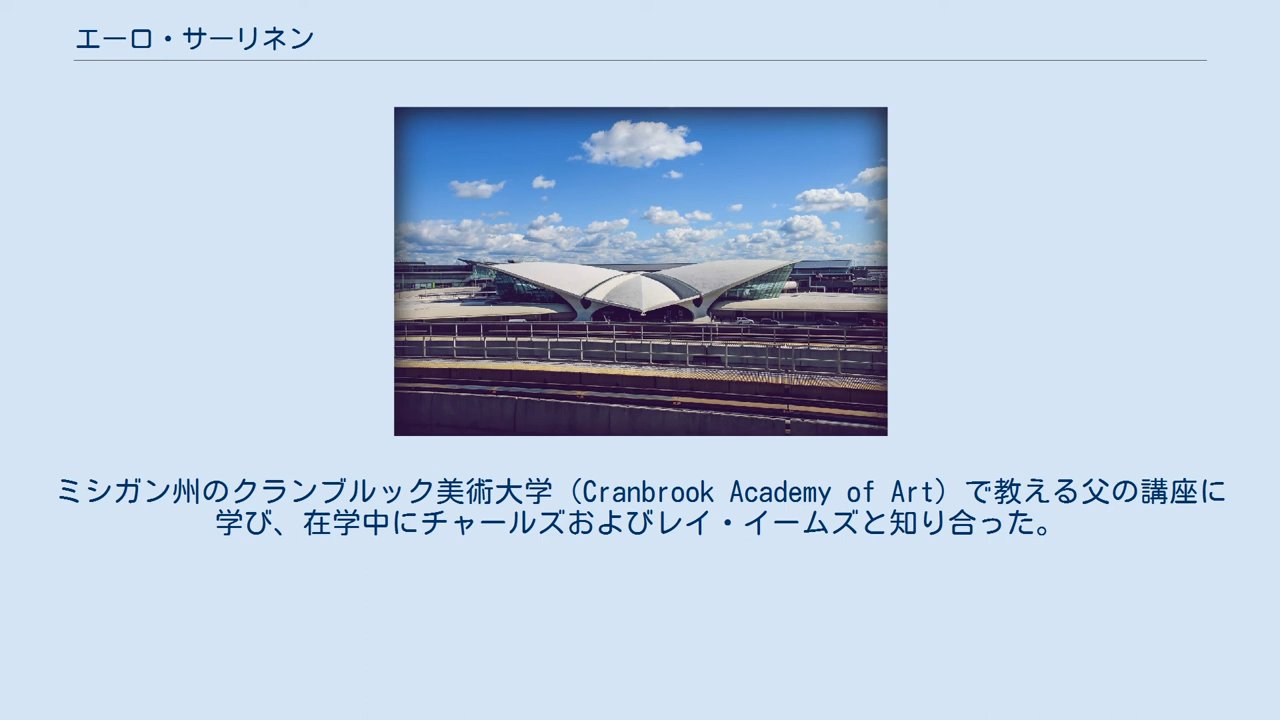 エーロ・サーリネン
ミシガン州のクランブルック美術大学（Cranbrook Academy of Art）で教える父の講座に
学び、在学中にチャールズおよびレイ・イームズと知り合った。